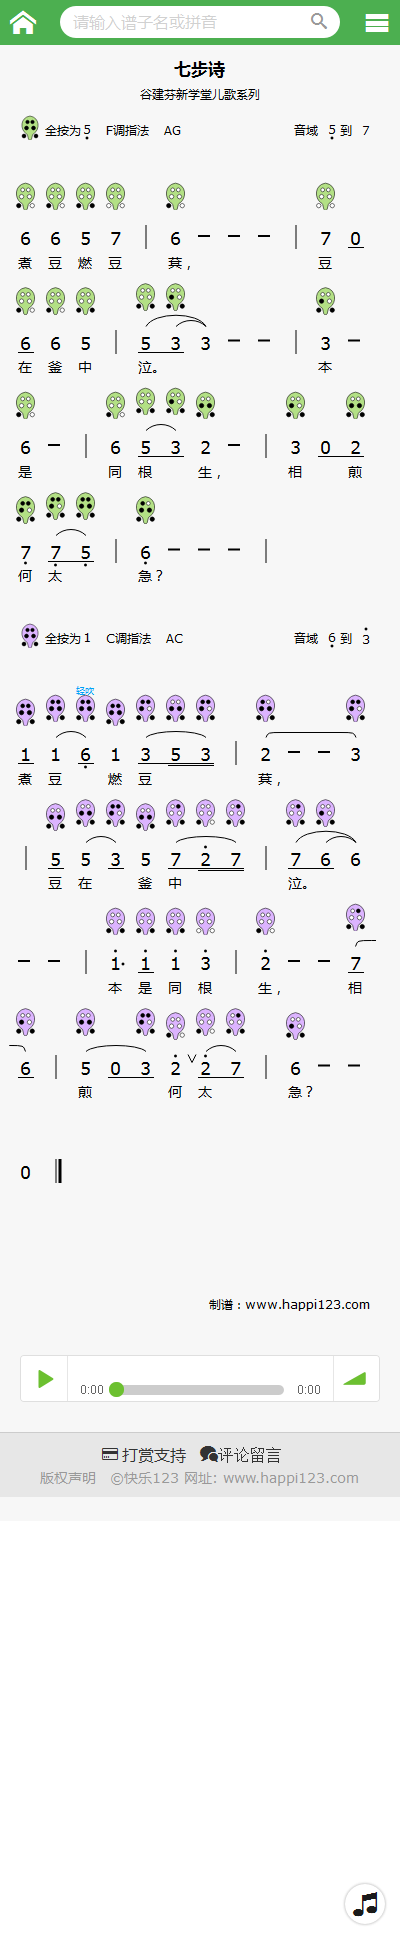 请输入谱子名或拼音
七步诗
谷建芬新学堂儿歌系列
全按为5 F调指法 AG 音域 5 到 7
6 6 5 7 | 6 - - - | 7 0
煮 豆 燃 豆 萁， 豆
6 6 5 | 5 3 3 - - | 3 -
在 釜 中 泣。 本
6 - | 6 5 3 2 - | 3 0 2
是 同 根 生， 相 煎
7 7 5 | 6 - - - |
何 太 急？
全按为1 C调指法 AC 音域 6 到 3
轻吹
1 1 6 1 3 5 3 | 2 - - 3
煮 豆 燃 豆 萁，
| 5 5 3 5 7 2 7 | 7 6 6
豆 在 釜 中 泣。
- - | 1· 1 1 3 | 2 - - 7
本 是 同 根 生， 相
6 | 5 0 3 2 ∨ 2 7 | 6 - -
煎 何 太 急？
0
制谱：www.happi123.com
0:00 0:00
打赏支持 评论留言
版权声明 ©快乐123 网址: www.happi123.com